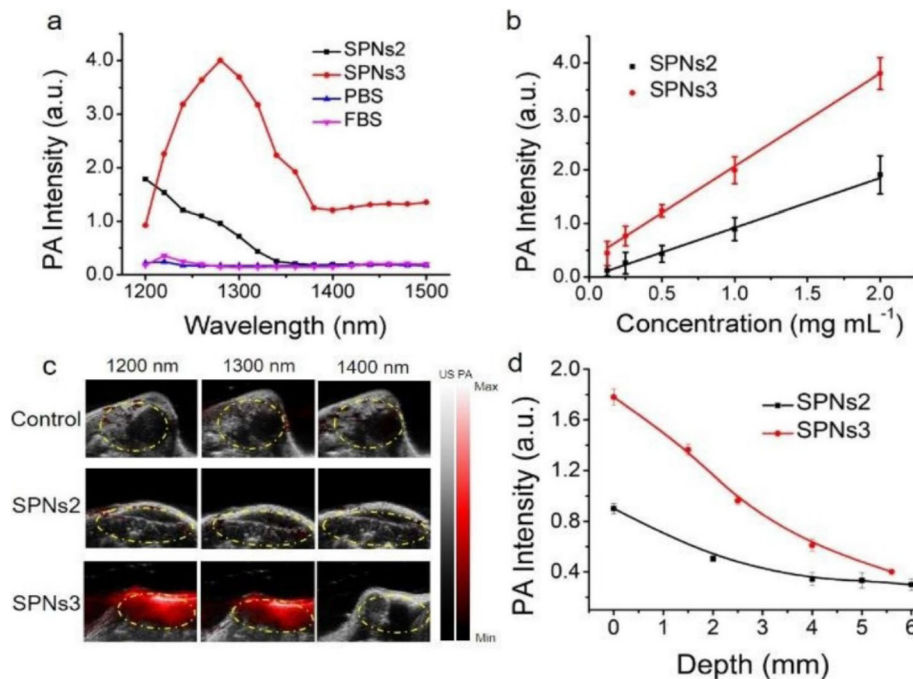 a
PA Intensity (a.u.)
4.0
3.0
2.0
1.0
0.0
SPNs2
SPNs3
PBS
FBS
1200 1300 1400 1500
Wavelength (nm)
b
PA Intensity (a.u.)
4.0
3.0
2.0
1.0
0.0
SPNs2
SPNs3
0.0 0.5 1.0 1.5 2.0
Concentration (mg mL⁻¹)
c
1200 nm 1300 nm 1400 nm
Control
SPNs2
SPNs3
US PA
Max
Min
d
PA Intensity (a.u.)
2.0
1.6
1.2
0.8
0.4
SPNs2
SPNs3
0 1 2 3 4 5 6
Depth (mm)